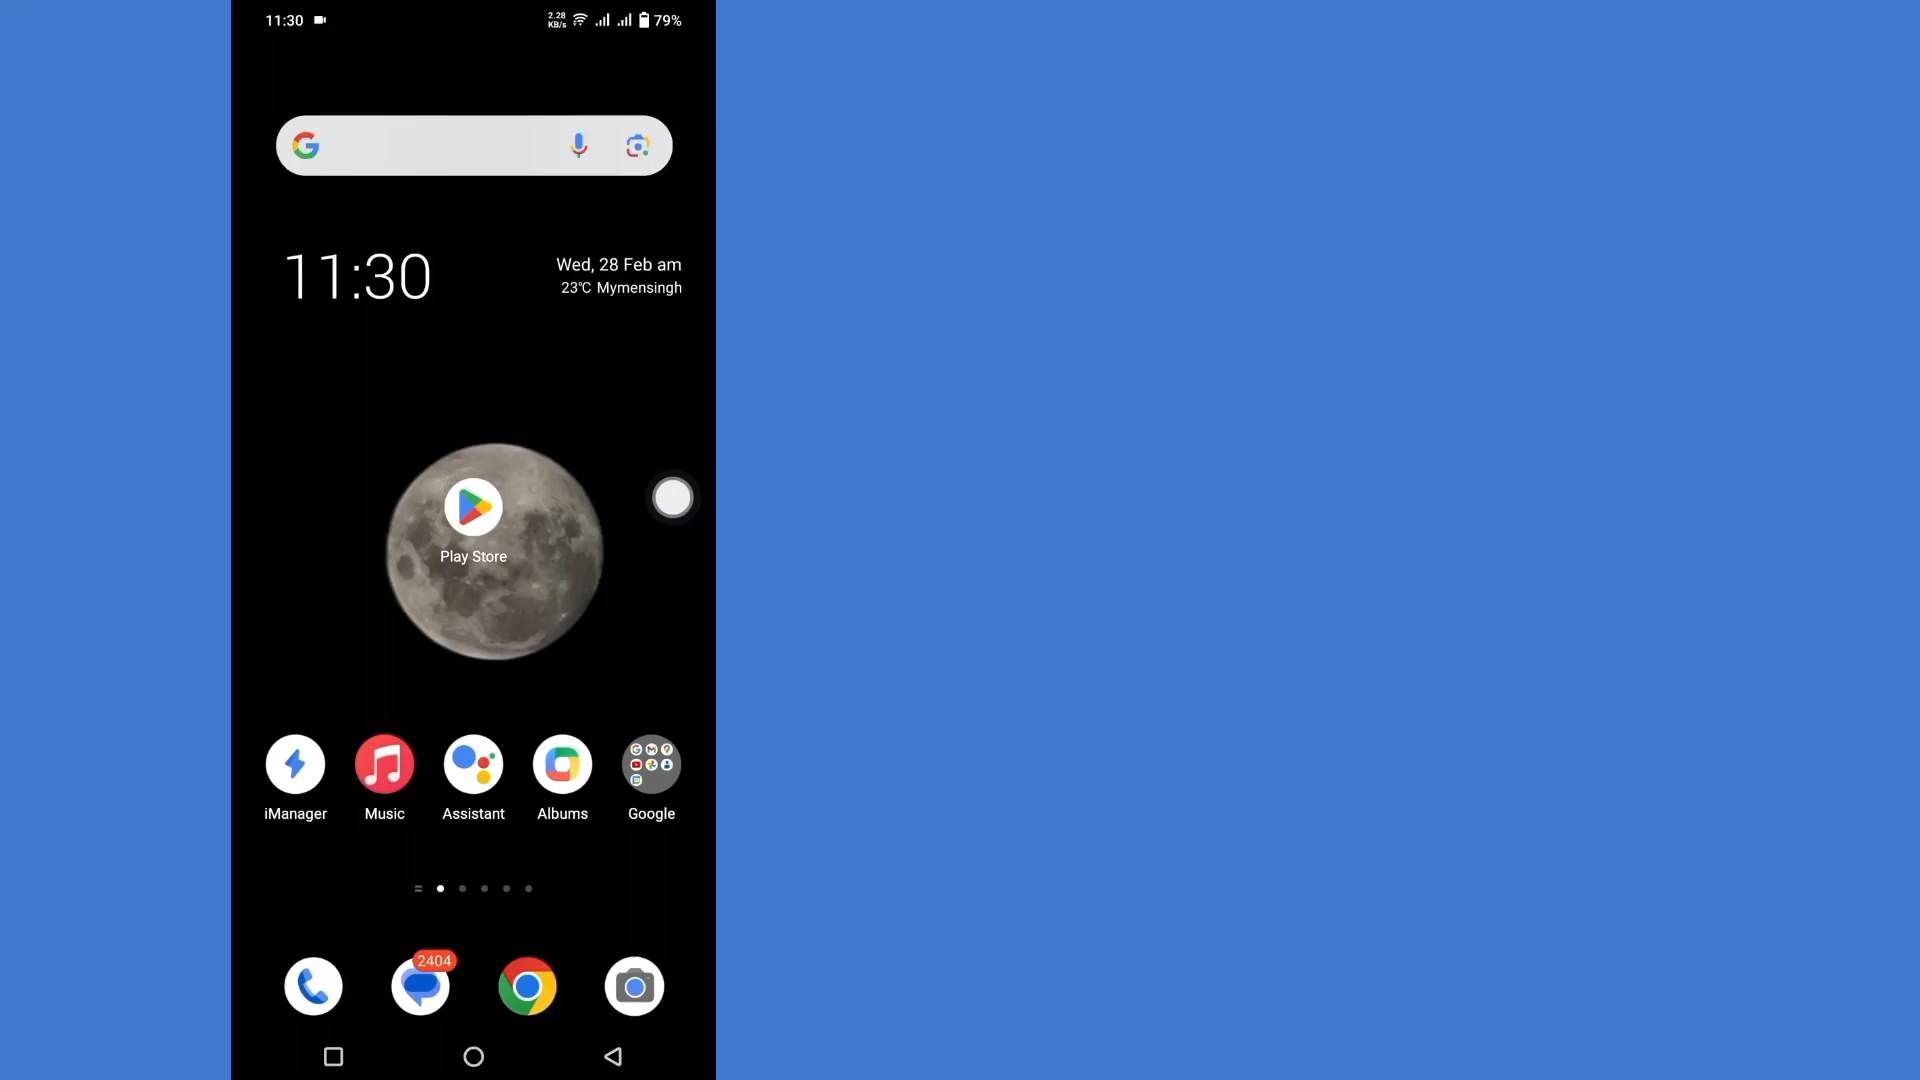 11:30
2.28
KB/s
79%
11:30
Wed, 28 Feb am
23℃ Mymensingh
Play Store
iManager
Music
Assistant
Albums
Google
2404